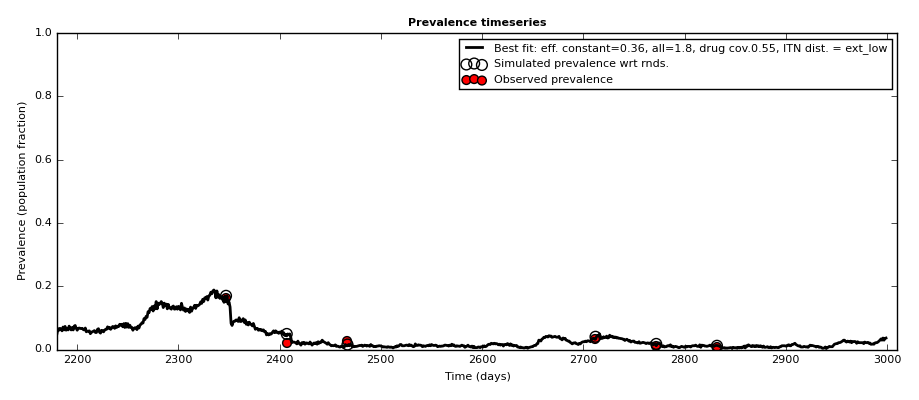 Prevalence timeseries
1.0
0.8
0.6
0.4
0.2
0.0
Prevalence (population fraction)
Best fit: eff. constant=0.36, all=1.8, drug cov.0.55, ITN dist. = ext_low
Simulated prevalence wrt rnds.
Observed prevalence
2200 2300 2400 2500 2600 2700 2800 2900 3000
Time (days)